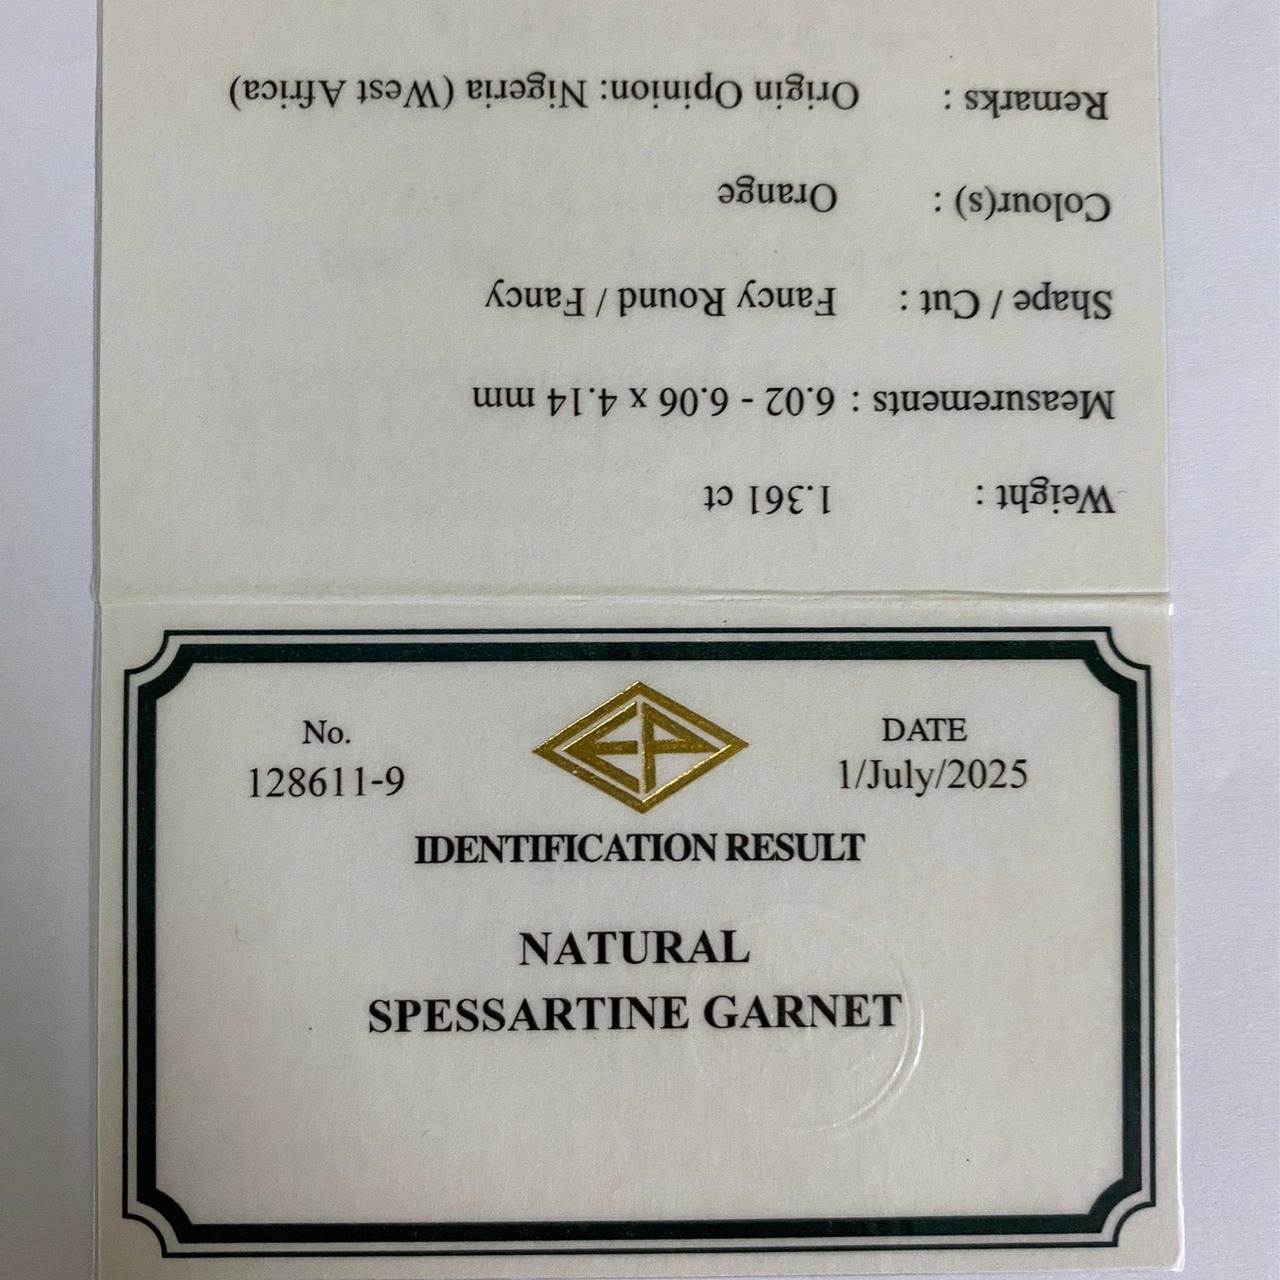 Weight : 1.361 ct
Measurements : 6.02 - 6.06 x 4.14 mm
Shape / Cut : Fancy Round / Fancy
Colour(s) : Orange
Remarks : Origin Opinion: Nigeria (West Africa)
No.
128611-9
EP
DATE
1/July/2025
IDENTIFICATION RESULT
NATURAL
SPESSARTINE GARNET